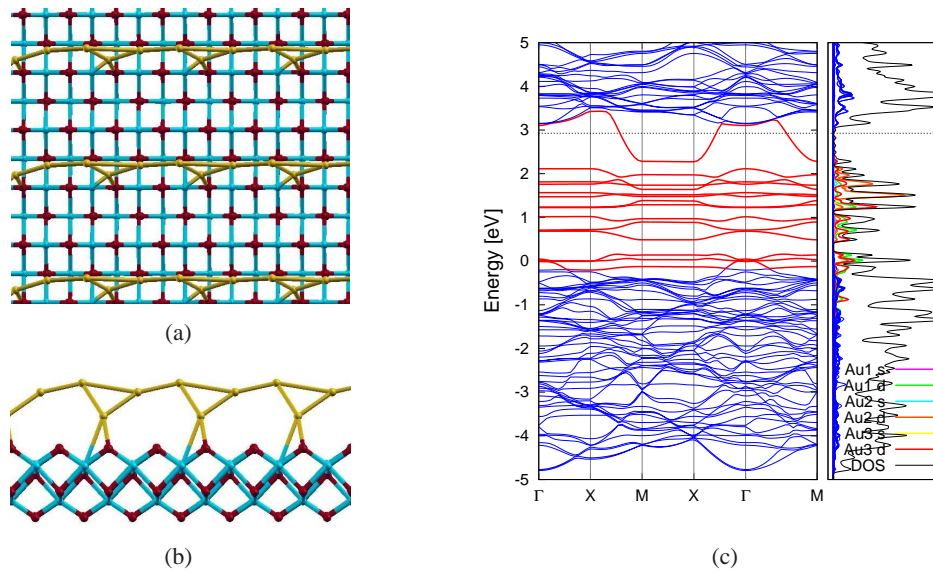 (a)
(b)
Energy [eV]
5
4
3
2
1
0
-1
-2
-3
-4
-5
Γ X M X Γ M
Au1 s
Au1 d
Au2 s
Au2 d
Au3 s
Au3 d
DOS
(c)